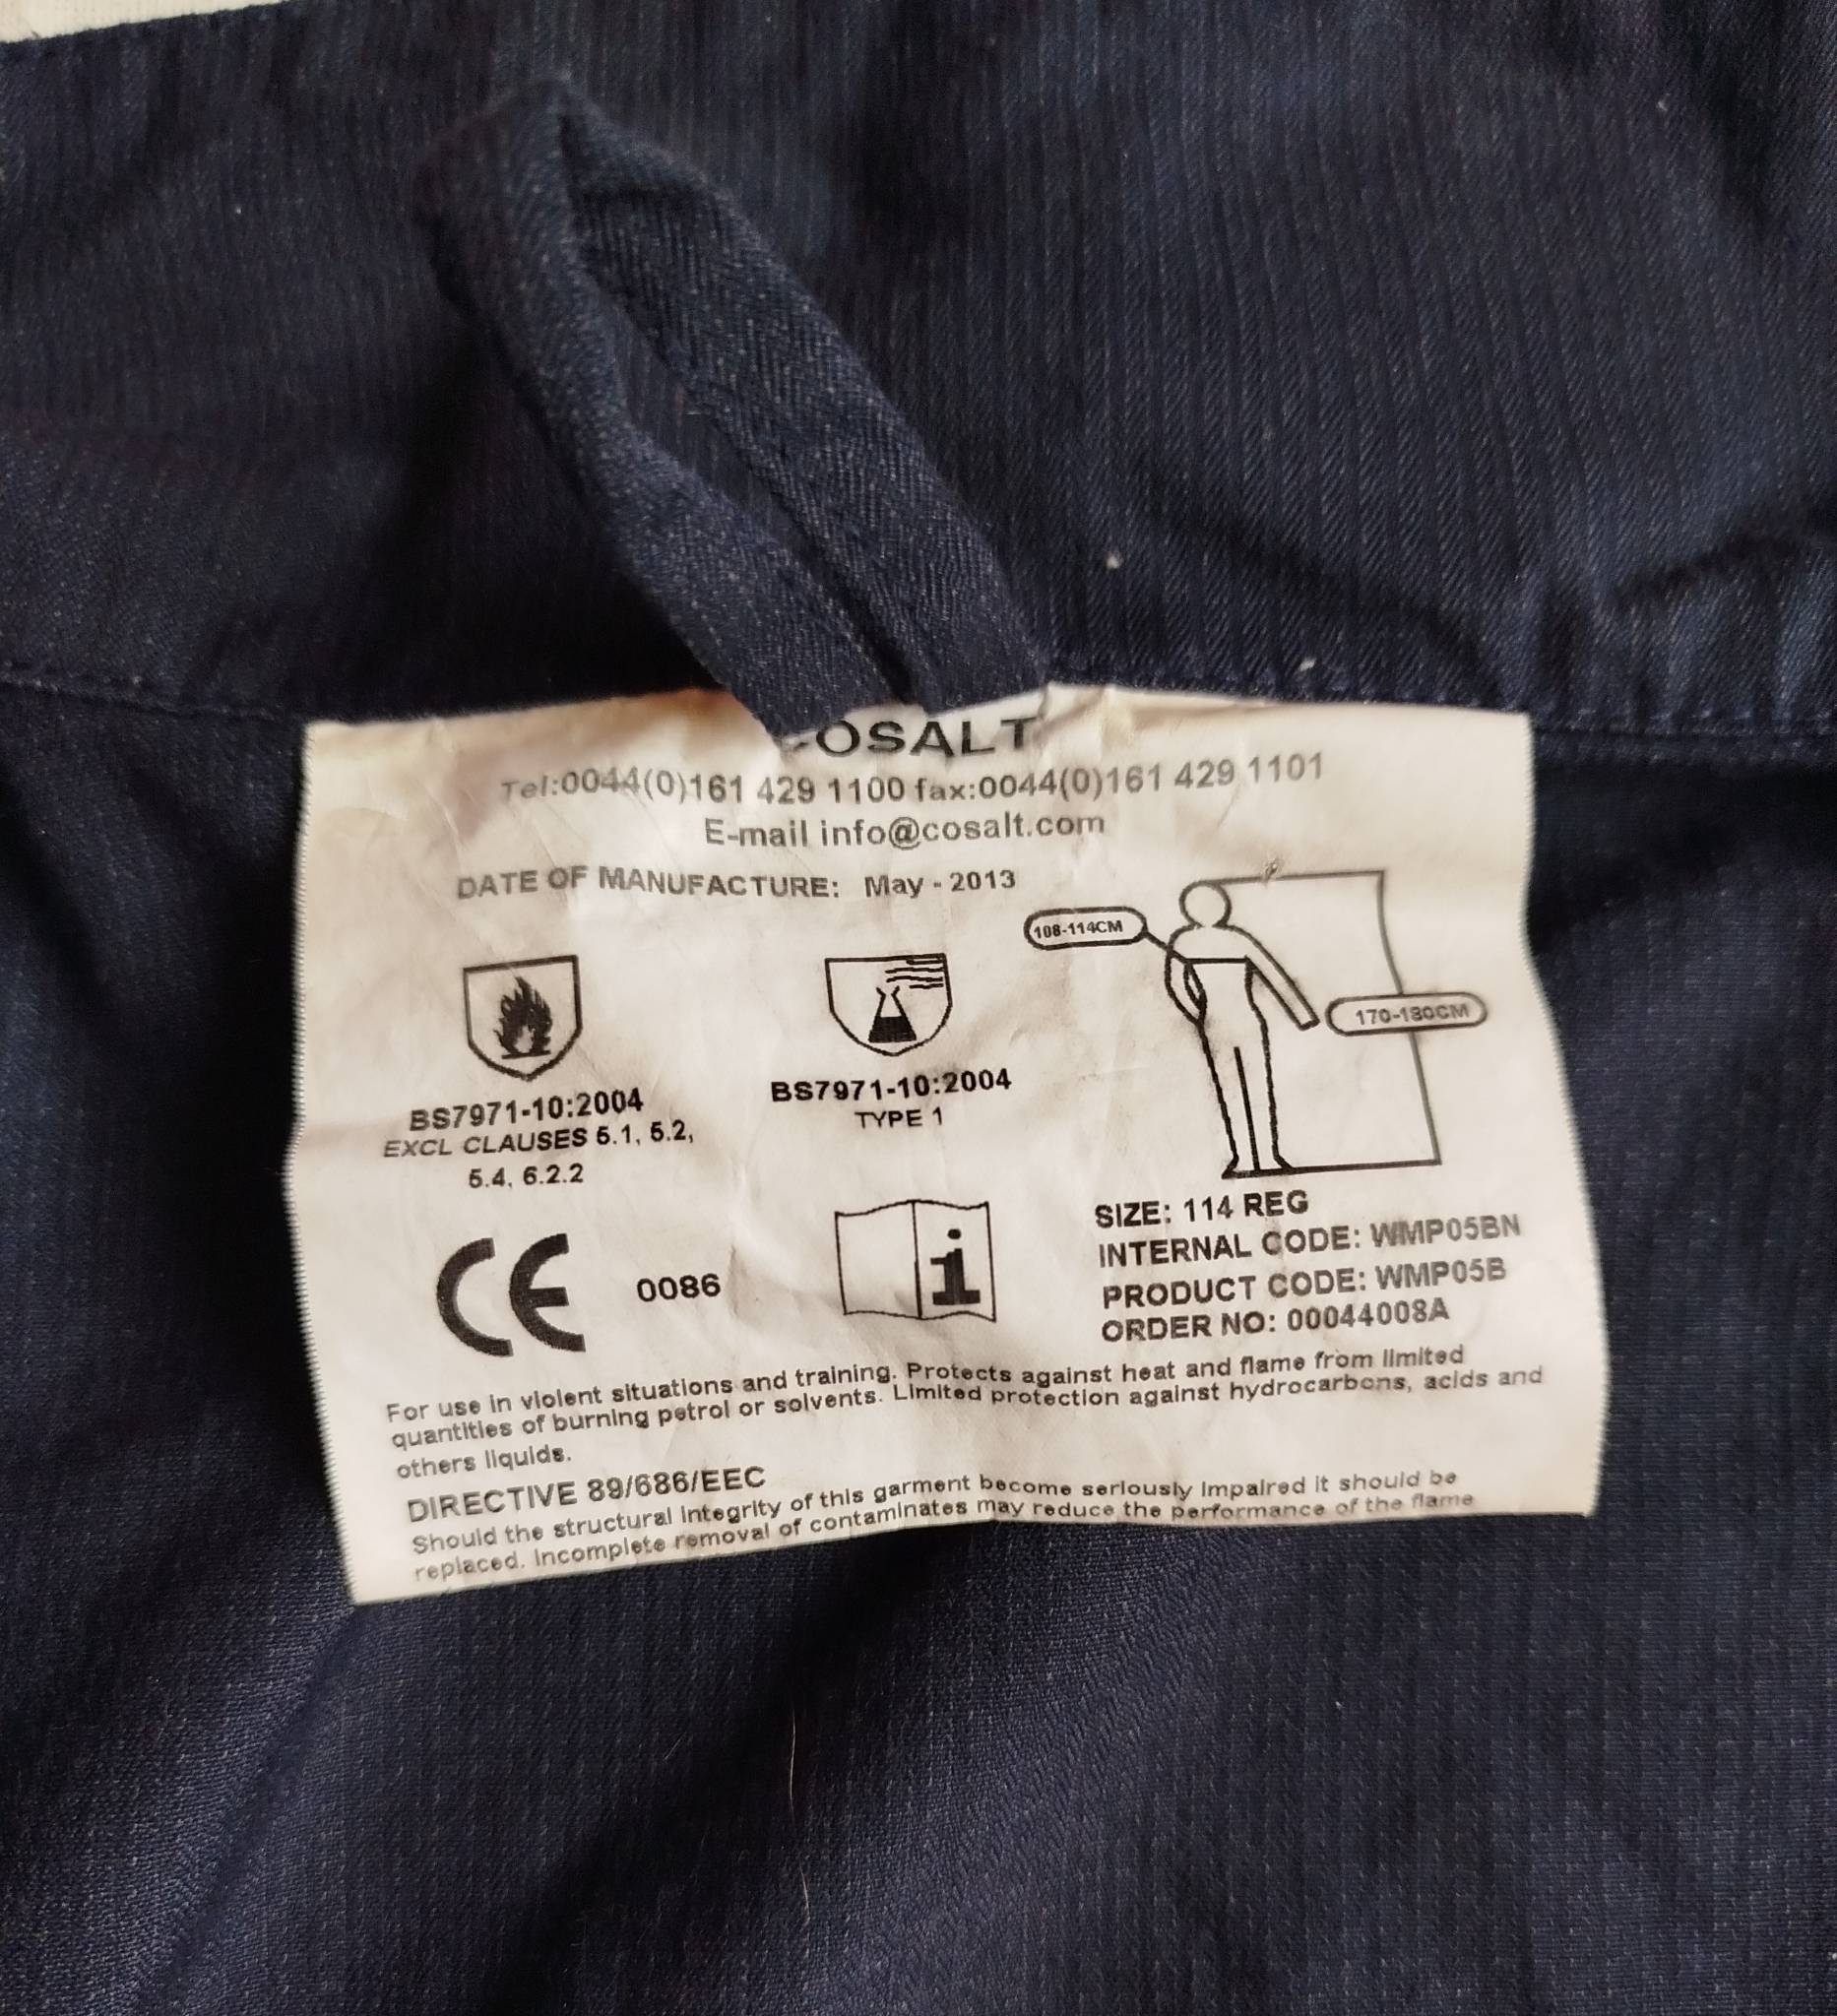 COSALT
Tel:0044(0)161 429 1100 fax:0044(0)161 429 1101
E-mail info@cosalt.com
DATE OF MANUFACTURE: May - 2013
108-114CM
170-180CM
BS7971-10:2004
EXCL CLAUSES 5.1, 5.2,
5.4, 6.2.2
BS7971-10:2004
TYPE 1
CE 0086
i
SIZE: 114 REG
INTERNAL CODE: WMP05BN
PRODUCT CODE: WMP05B
ORDER NO: 00044008A
For use in violent situations and training. Protects against heat and flame from limited
quantities of burning petrol or solvents. Limited protection against hydrocarbons, acids and
others liquids.
DIRECTIVE 89/686/EEC
Should the structural integrity of this garment become seriously impaired it should be
replaced. Incomplete removal of contaminates may reduce the performance of the flame